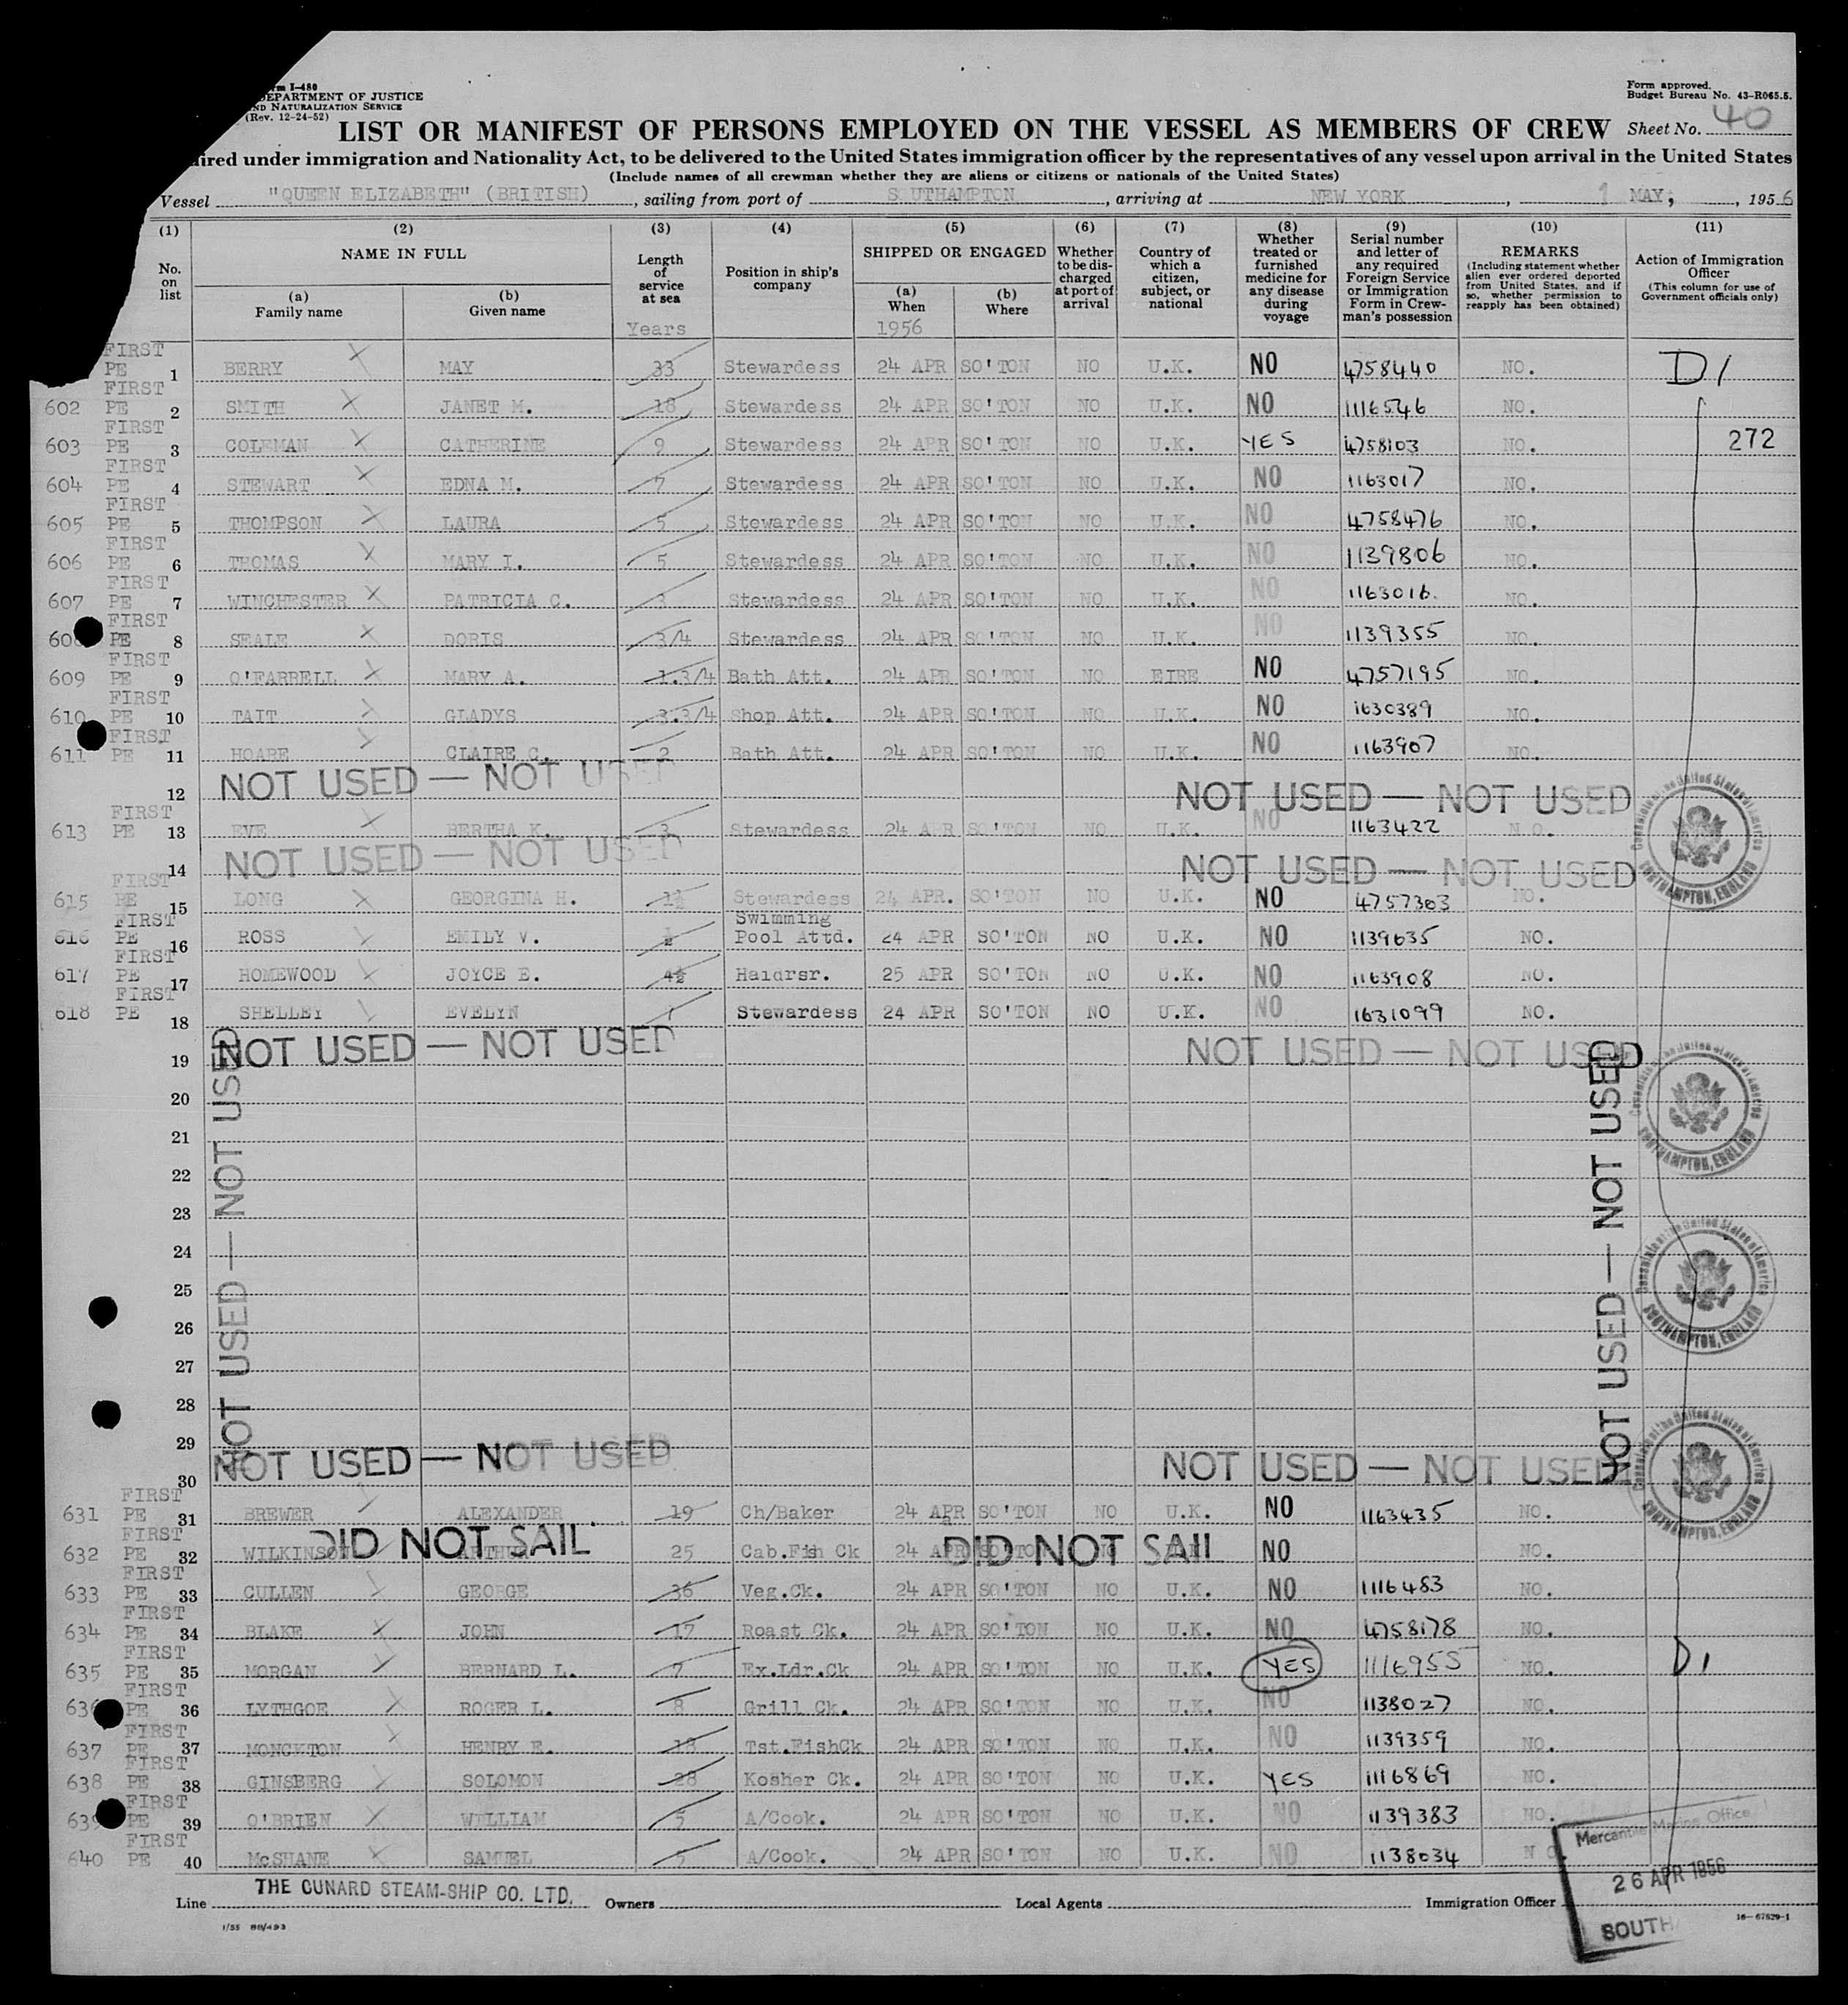 rm I-480
DEPARTMENT OF JUSTICE
ND NATURALIZATION SERVICE
(Rev. 12-24-52)
Form approved.
Budget Bureau No. 43-R065.5.
LIST OR MANIFEST OF PERSONS EMPLOYED ON THE VESSEL AS MEMBERS OF CREW Sheet No. 40
ired under immigration and Nationality Act, to be delivered to the United States immigration officer by the representatives of any vessel upon arrival in the United States
(Include names of all crewman whether they are aliens or citizens or nationals of the United States)
Vessel "QUEEN ELIZABETH" (BRITISH), sailing from port of SOUTHAMPTON, arriving at NEW YORK, 1 MAY, 1956
(1) No. on list
(2) NAME IN FULL
(a) Family name
(b) Given name
(3) Length of service at sea
Years
(4) Position in ship's company
(5) SHIPPED OR ENGAGED
(a) When
1956
(b) Where
(6) Whether to be discharged at port of arrival
(7) Country of which a citizen, subject, or national
(8) Whether treated or furnished medicine for any disease during voyage
(9) Serial number and letter of any required Foreign Service or Immigration Form in Crewman's possession
(10) REMARKS (Including statement whether alien ever ordered deported from United States, and if so, whether permission to reapply has been obtained)
(11) Action of Immigration Officer (This column for use of Government officials only)
FIRST
PE 1 BERRY MAY 33 Stewardess 24 APR SO'TON NO U.K. NO 4758440 NO. D1
FIRST
602 PE 2 SMITH JANET M. 18 Stewardess 24 APR SO'TON NO U.K. NO 1116546 NO.
FIRST
603 PE 3 COLEMAN CATHERINE 9 Stewardess 24 APR SO'TON NO U.K. YES 4758103 NO. 272
FIRST
604 PE 4 STEWART EDNA M. 7 Stewardess 24 APR SO'TON NO U.K. NO 1163017 NO.
FIRST
605 PE 5 THOMPSON LAURA 5 Stewardess 24 APR SO'TON NO U.K. NO 4758476 NO.
FIRST
606 PE 6 THOMAS MARY I. 5 Stewardess 24 APR SO'TON NO U.K. NO 1139806 NO.
FIRST
607 PE 7 WINCHESTER PATRICIA C. 3 Stewardess 24 APR SO'TON NO U.K. NO 1163016. NO.
FIRST
60 PE 8 SEALE DORIS 3/4 Stewardess 24 APR SO'TON NO U.K. NO 1139355 NO.
FIRST
609 PE 9 O'FARRELL MARY A. 1.3/4 Bath Att. 24 APR SO'TON NO EIRE NO 4757195 NO.
FIRST
610 PE 10 TAIT GLADYS 3.3/4 Shop Att. 24 APR SO'TON NO U.K. NO 1630389 NO.
FIRST
611 PE 11 HOARE CLAIRE C. 2 Bath Att. 24 APR SO'TON NO U.K. NO 1163907 NO.
12 NOT USED — NOT USED NOT USED — NOT USED
FIRST
613 PE 13 EVE BERTHA K. 3 Stewardess 24 APR SO'TON NO U.K. NO 1163422 NO.
14 NOT USED — NOT USED NOT USED — NOT USED
FIRST
615 PE 15 LONG GEORGINA H. 1½ Stewardess 24 APR. SO'TON NO U.K. NO 4757303 NO.
FIRST Swimming
616 PE 16 ROSS EMILY V. ½ Pool Attd. 24 APR SO'TON NO U.K. NO 1139635 NO.
FIRST
617 PE 17 HOMEWOOD JOYCE E. 4½ Haidrsr. 25 APR SO'TON NO U.K. NO 1163908 NO.
FIRST
618 PE 18 SHELLEY EVELYN 1 Stewardess 24 APR SO'TON NO U.K. NO 1631099 NO.
19 NOT USED — NOT USED NOT USED — NOT USED
20
21
22
23
24
25
26
27
28
29
NOT USED — NOT USED — NOT USED
NOT USED — NOT USED — NOT USED
30 NOT USED — NOT USED NOT USED — NOT USED
FIRST
631 PE 31 BREWER ALEXANDER . 19 Ch/Baker 24 APR SO'TON NO U.K. NO 1163435 NO.
FIRST
632 PE 32 WILKINSON ARTHUR 25 Cab.Fish Ck 24 APR SO'TON NO U.K. NO NO.
DID NOT SAIL DID NOT SAIL
FIRST
633 PE 33 CULLEN GEORGE 36 Veg.Ck. 24 APR SO'TON NO U.K. NO 1116483 NO.
FIRST
634 PE 34 BLAKE JOHN 17 Roast Ck. 24 APR SO'TON NO U.K. NO 4758178 NO.
FIRST
635 PE 35 MORGAN BERNARD L. 7 Ex.Ldr.Ck 24 APR SO'TON NO U.K. YES 1116955 NO. D1
FIRST
636 PE 36 LYTHGOE ROGER L. 8 Grill Ck. 24 APR SO'TON NO U.K. NO 1138027 NO.
FIRST
637 PE 37 MONCKTON HENRY E. 18 Tst.FishCk 24 APR SO'TON NO U.K. NO 1139359 NO.
FIRST
638 PE 38 GINSBERG SOLOMON 28 Kosher Ck. 24 APR SO'TON NO U.K. YES 1116869 NO.
FIRST
639 PE 39 O'BRIEN WILLIAM 5 A/Cook. 24 APR SO'TON NO U.K. NO 1139383 NO.
FIRST
640 PE 40 McSHANE SAMUEL 5 A/Cook. 24 APR SO'TON NO U.K. NO 1138034 NO.
Line THE CUNARD STEAM-SHIP CO. LTD. Owners Local Agents Immigration Officer
Mercantile Marine Office
26 APR 1956
SOUTH
1/55 16—67529-1
SOUTHAMPTON, ENGLAND
SOUTHAMPTON, ENGLAND
SOUTHAMPTON, ENGLAND
SOUTHAMPTON, ENGLAND